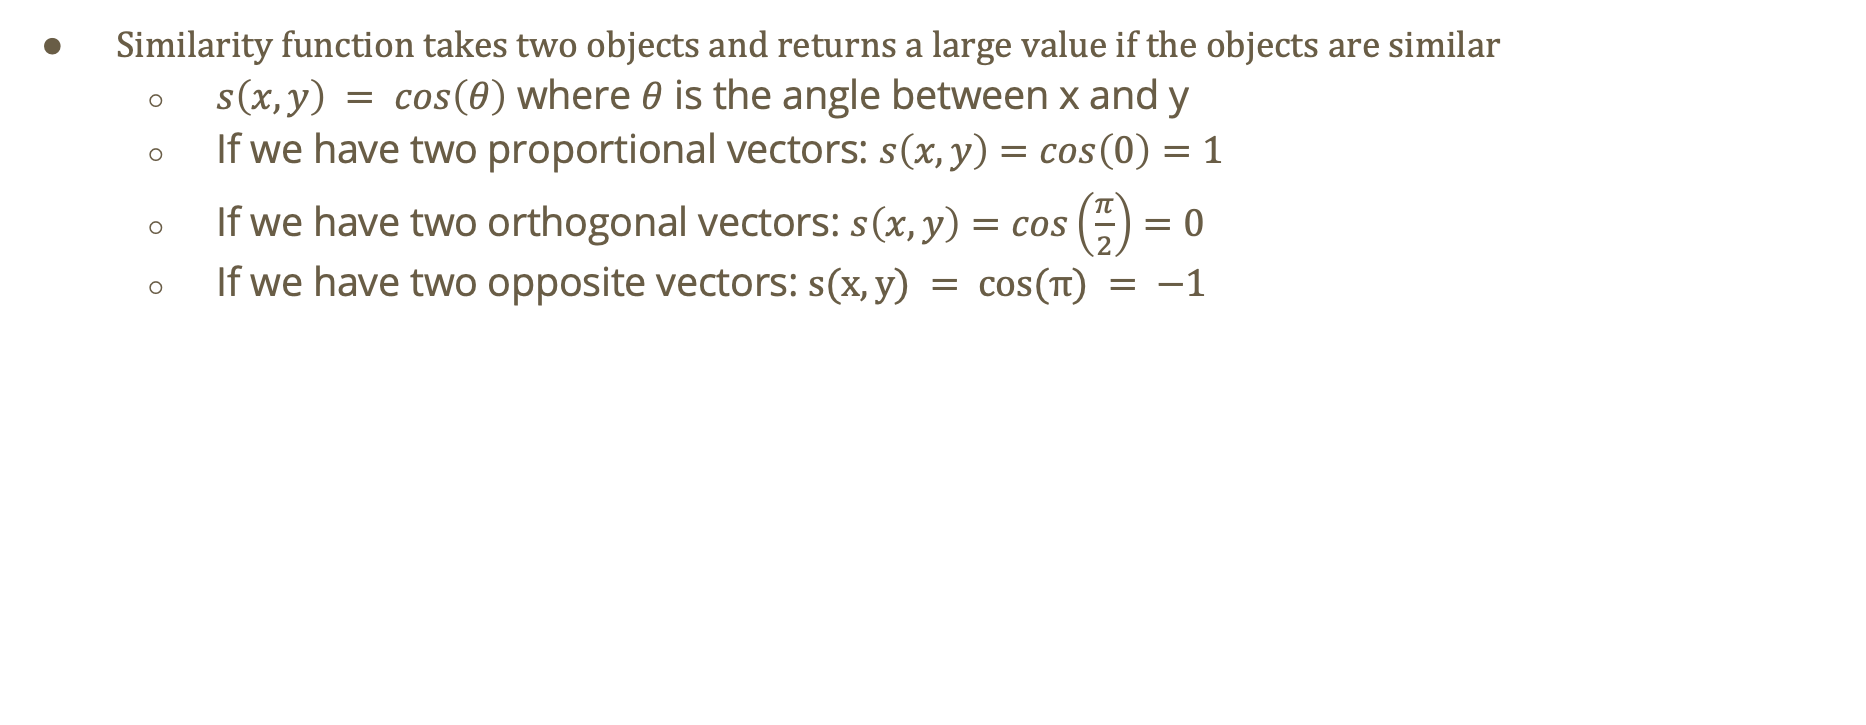 ● Similarity function takes two objects and returns a large value if the objects are similar
○ s(x, y) = cos(θ) where θ is the angle between x and y
○ If we have two proportional vectors: s(x, y) = cos(0) = 1
○ If we have two orthogonal vectors: s(x, y) = cos (π/2) = 0
○ If we have two opposite vectors: s(x, y) = cos(π) = −1